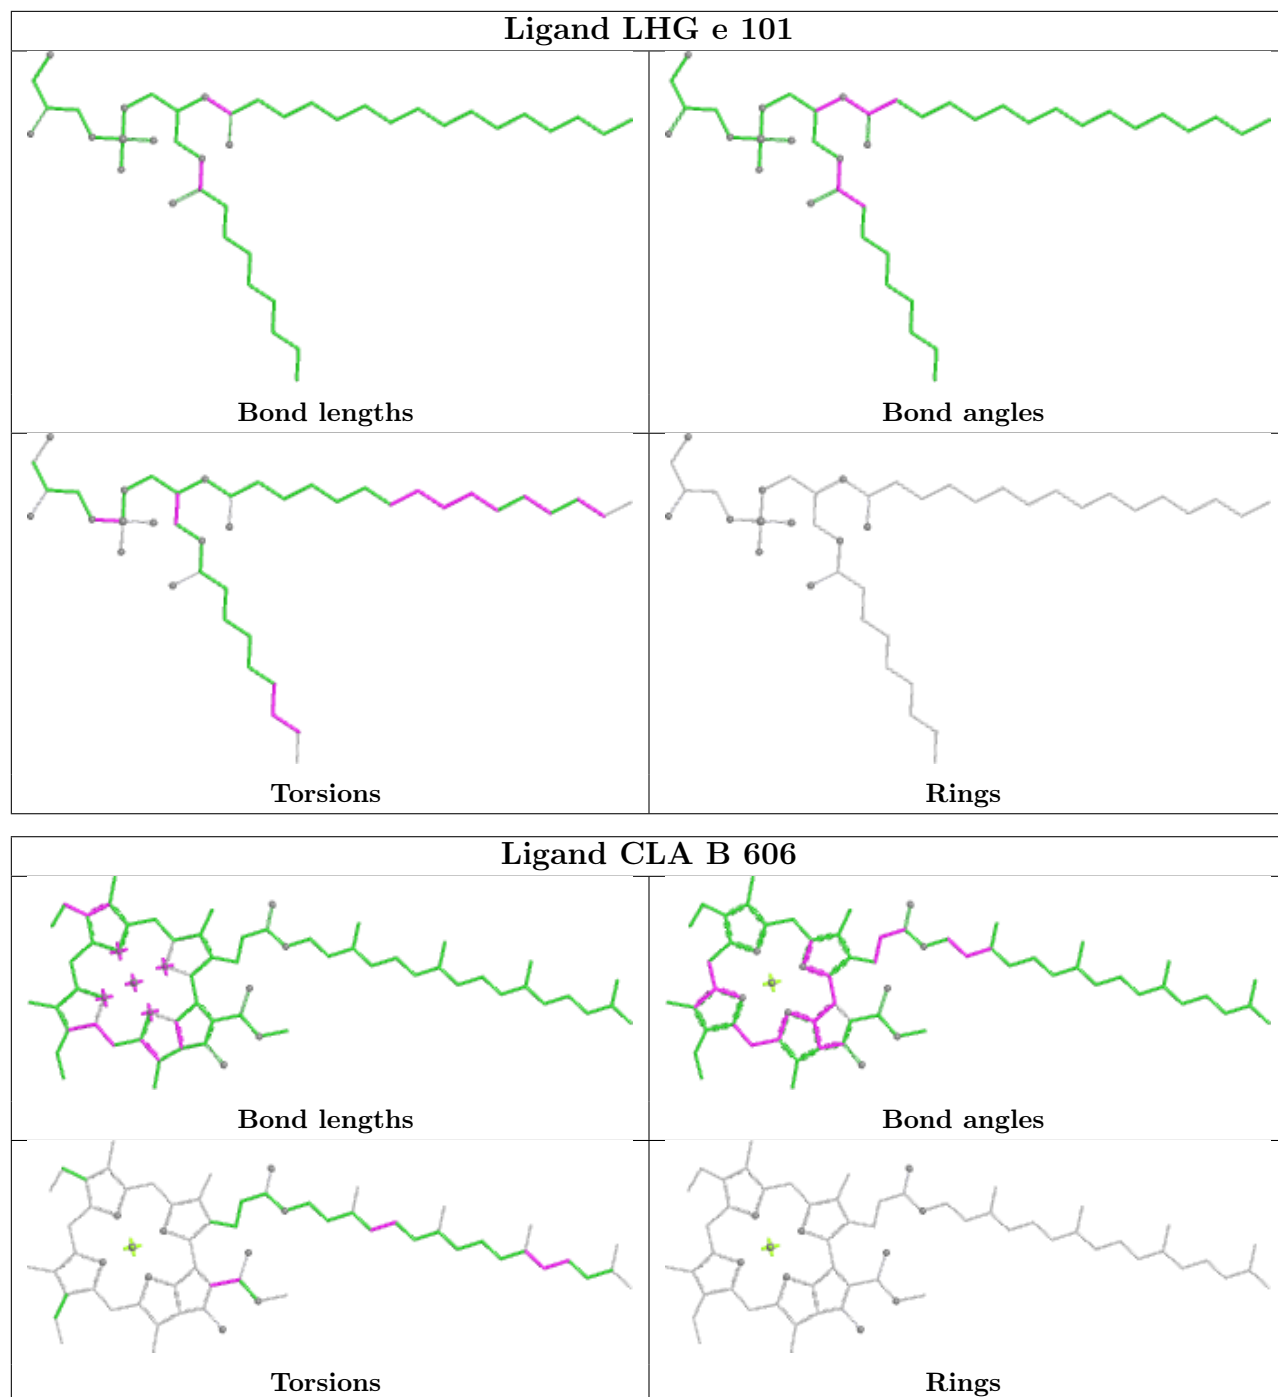 Ligand LHG e 101
Bond lengths
Bond angles
Torsions
Rings
Ligand CLA B 606
Bond lengths
Bond angles
Torsions
Rings